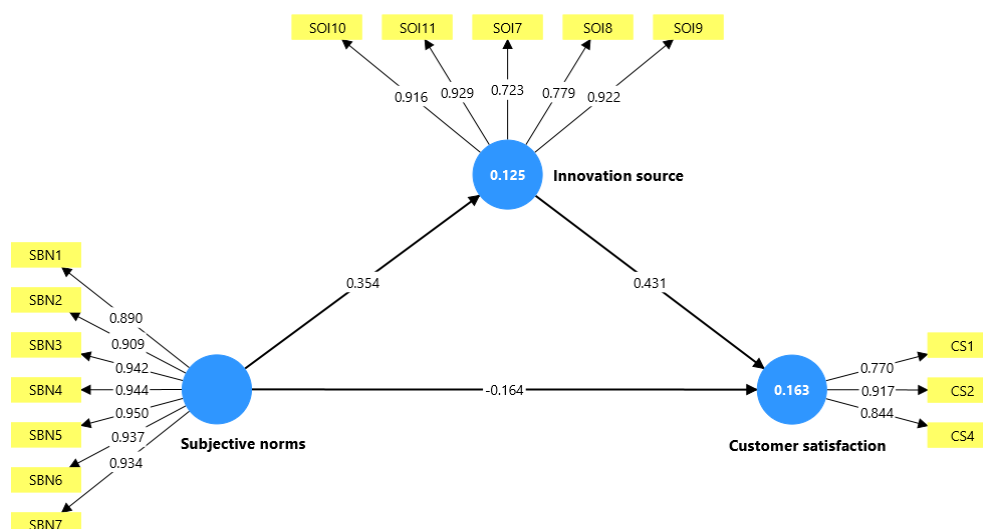 SOI10 SOI11 SOI7 SOI8 SOI9
0.916 0.929 0.723 0.779 0.922
0.125 Innovation source
SBN1
SBN2
SBN3
SBN4
SBN5
SBN6
SBN7
0.890
0.909
0.942
0.944
0.950
0.937
0.934
Subjective norms
0.354
0.431
-0.164
0.163
Customer satisfaction
0.770
0.917
0.844
CS1
CS2
CS4